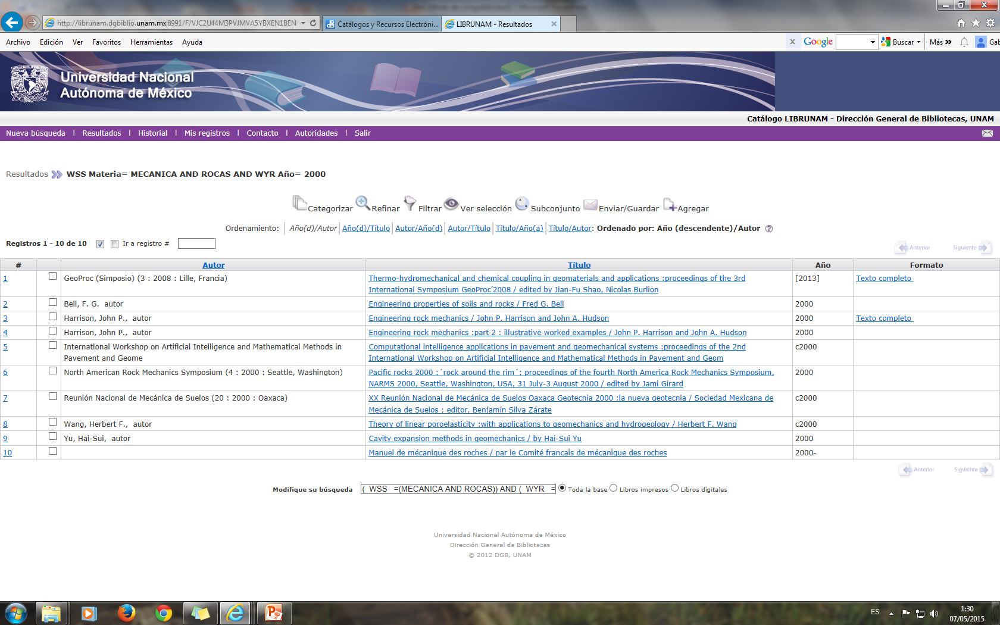 http://librunam.dgbiblio.unam.mx:8991/F/VJC2U44M3PVJMVA5YBXEN1BEN
Catálogos y Recursos Electróni...
LIBRUNAM - Resultados
Archivo Edición Ver Favoritos Herramientas Ayuda
x Google Buscar Más Gab
Universidad Nacional
Autónoma de México
Catálogo LIBRUNAM - Dirección General de Bibliotecas, UNAM
Nueva búsqueda | Resultados | Historial | Mis registros | Contacto | Autoridades | Salir
Resultados WSS Materia= MECANICA AND ROCAS AND WYR Año= 2000
Categorizar Refinar Filtrar Ver selección Subconjunto Enviar/Guardar Agregar
Ordenamiento: Año(d)/Autor Año(d)/Título Autor/Año(d) Autor/Título Título/Año(a) Título/Autor: Ordenado por: Año (descendente)/Autor ?
Registros 1 - 10 de 10 Ir a registro #
Anterior Siguiente
# Autor Título Año Formato
1 GeoProc (Simposio) (3 : 2008 : Lille, Francia) Thermo-hydromechanical and chemical coupling in geomaterials and applications :proceedings of the 3rd [2013] Texto completo
International Symposium GeoProc’2008 / edited by Jian-Fu Shao, Nicolas Burlion
2 Bell, F. G. autor Engineering properties of soils and rocks / Fred G. Bell 2000
3 Harrison, John P., autor Engineering rock mechanics / John P. Harrison and John A. Hudson 2000 Texto completo
4 Harrison, John P., autor Engineering rock mechanics :part 2 : illustrative worked examples / John P. Harrison and John A. Hudson 2000
5 International Workshop on Artificial Intelligence and Mathematical Methods in Computational intelligence applications in pavement and geomechanical systems :proceedings of the 2nd c2000
Pavement and Geome International Workshop on Artificial Intelligence and Mathematical Methods in Pavement and Geom
6 North American Rock Mechanics Symposium (4 : 2000 : Seattle, Washington) Pacific rocks 2000 :´rock around the rim´: proceedings of the fourth North America Rock Mechanics Symposium, 2000
NARMS 2000, Seattle, Washington, USA, 31 July-3 August 2000 / edited by Jami Girard
7 Reunión Nacional de Mecánica de Suelos (20 : 2000 : Oaxaca) XX Reunión Nacional de Mecánica de Suelos Oaxaca Geotecnia 2000 :la nueva geotecnia / Sociedad Mexicana de c2000
Mecánica de Suelos ; editor, Benjamín Silva Zárate
8 Wang, Herbert F., autor Theory of linear poroelasticity :with applications to geomechanics and hydrogeology / Herbert F. Wang c2000
9 Yu, Hai-Sui, autor Cavity expansion methods in geomechanics / by Hai-Sui Yu 2000
10 Manuel de mécanique des roches / par le Comité francais de mécanique des roches 2000-
Anterior Siguiente
Modifique su búsqueda ( WSS =(MECANICA AND ROCAS)) AND ( WYR = Toda la base Libros impresos Libros digitales
Universidad Nacional Autónoma de México
Dirección General de Bibliotecas
© 2012 DGB, UNAM
ES 1:30
07/05/2015